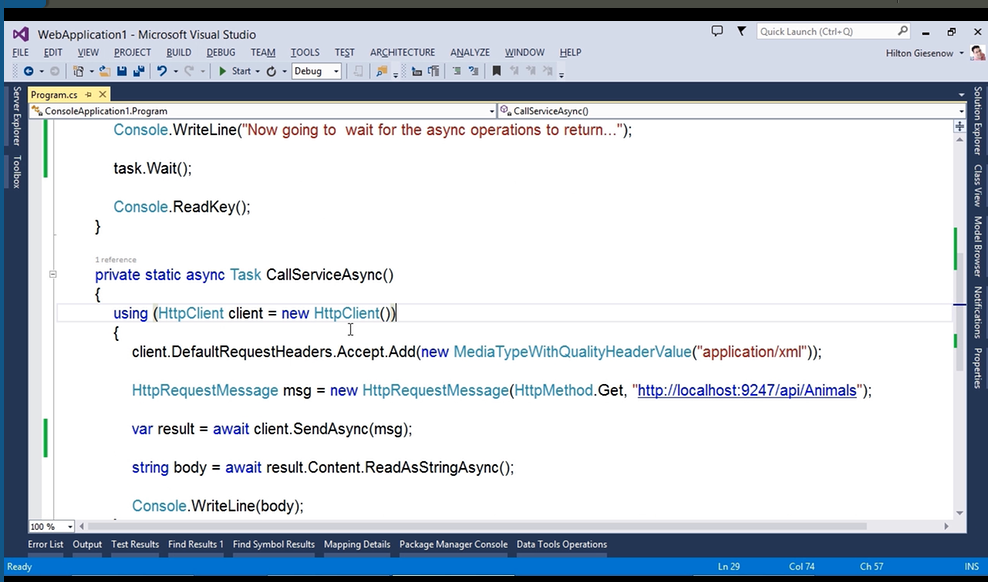 WebApplication1 - Microsoft Visual Studio
Quick Launch (Ctrl+Q)
FILE EDIT VIEW PROJECT BUILD DEBUG TEAM TOOLS TEST ARCHITECTURE ANALYZE WINDOW HELP
Hilton Giesenow
Start Debug
Program.cs
ConsoleApplication1.Program CallServiceAsync()
Server Explorer
Toolbox
Console.WriteLine("Now going to  wait for the async operations to return...");
task.Wait();
Console.ReadKey();
}
1 reference
private static async Task CallServiceAsync()
{
using (HttpClient client = new HttpClient())
{
client.DefaultRequestHeaders.Accept.Add(new MediaTypeWithQualityHeaderValue("application/xml"));
HttpRequestMessage msg = new HttpRequestMessage(HttpMethod.Get, "http://localhost:9247/api/Animals");
var result = await client.SendAsync(msg);
string body = await result.Content.ReadAsStringAsync();
Console.WriteLine(body);
Solution Explorer
Class View
Model Browser
Notifications
Properties
100 %
Error List Output Test Results Find Results 1 Find Symbol Results Mapping Details Package Manager Console Data Tools Operations
Ready Ln 29 Col 74 Ch 57 INS